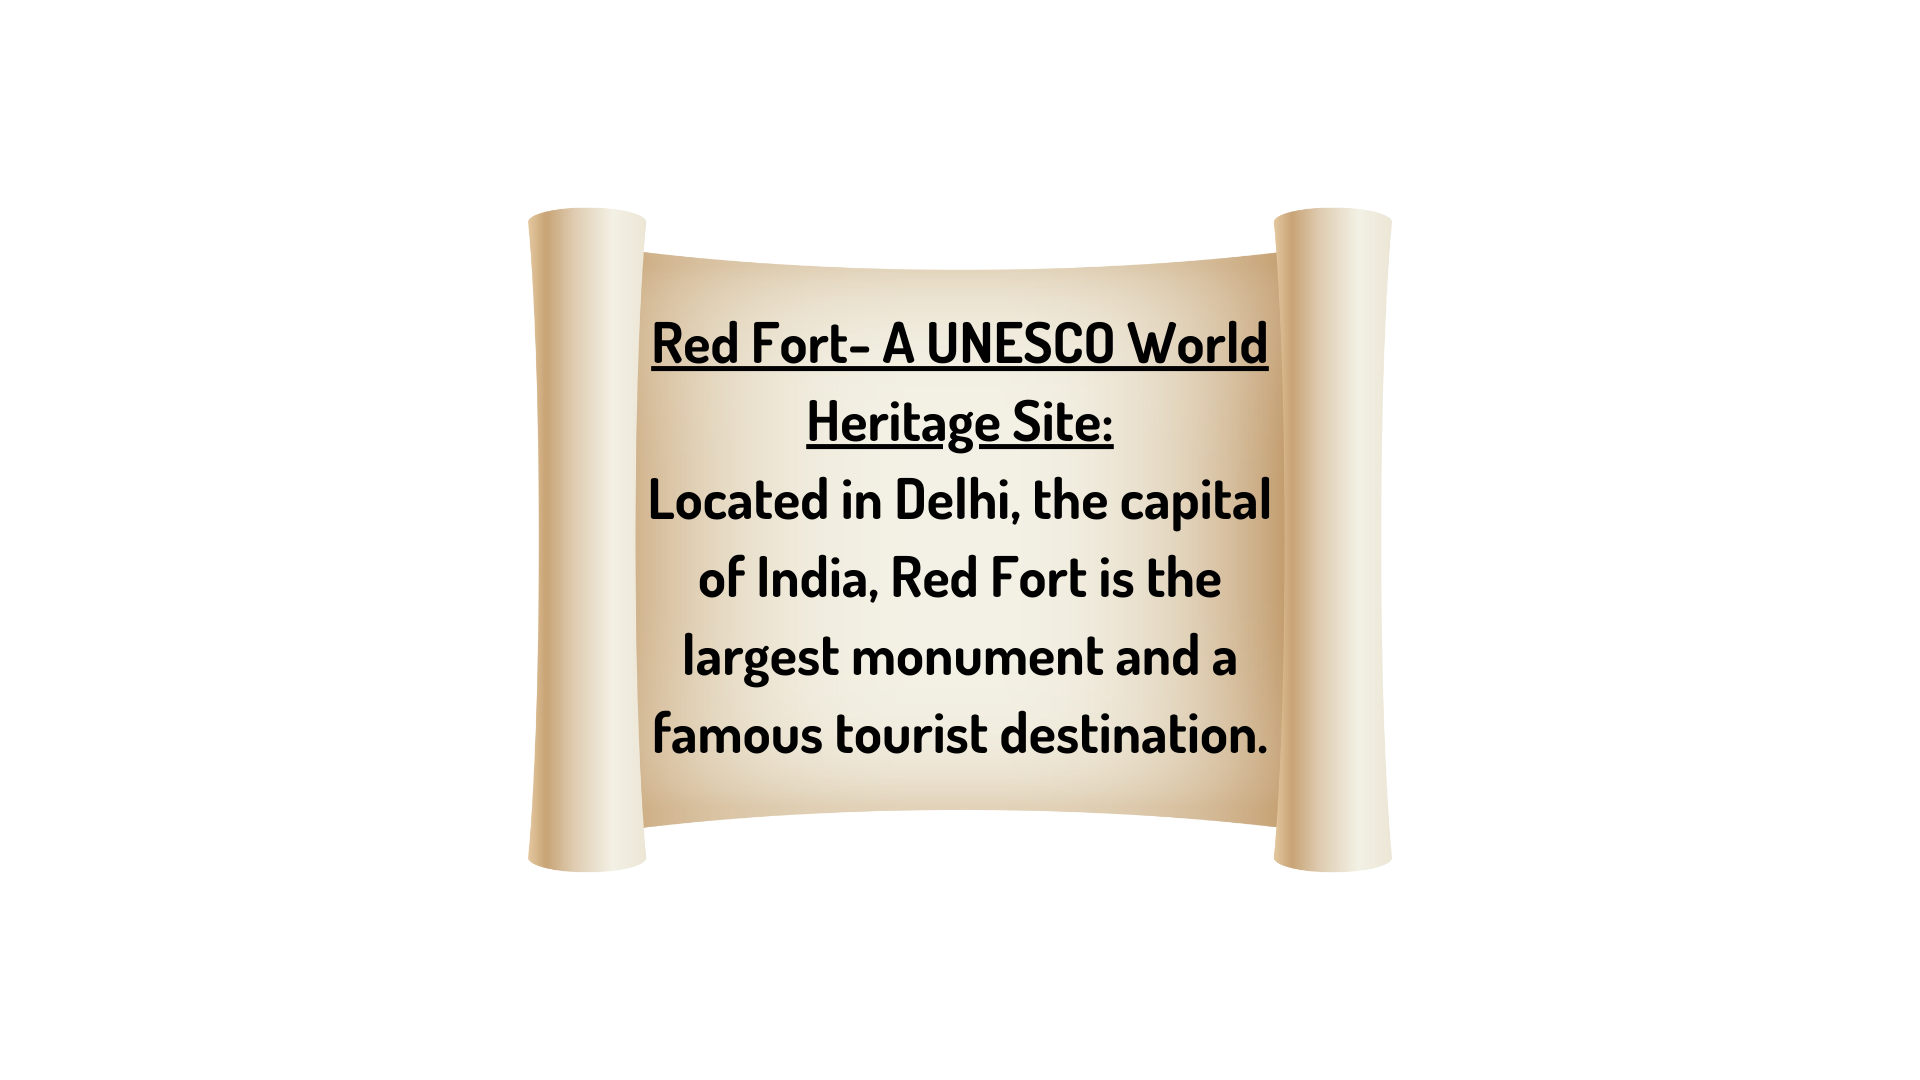 Red Fort- A UNESCO World
Heritage Site:
Located in Delhi, the capital
of India, Red Fort is the
largest monument and a
famous tourist destination.